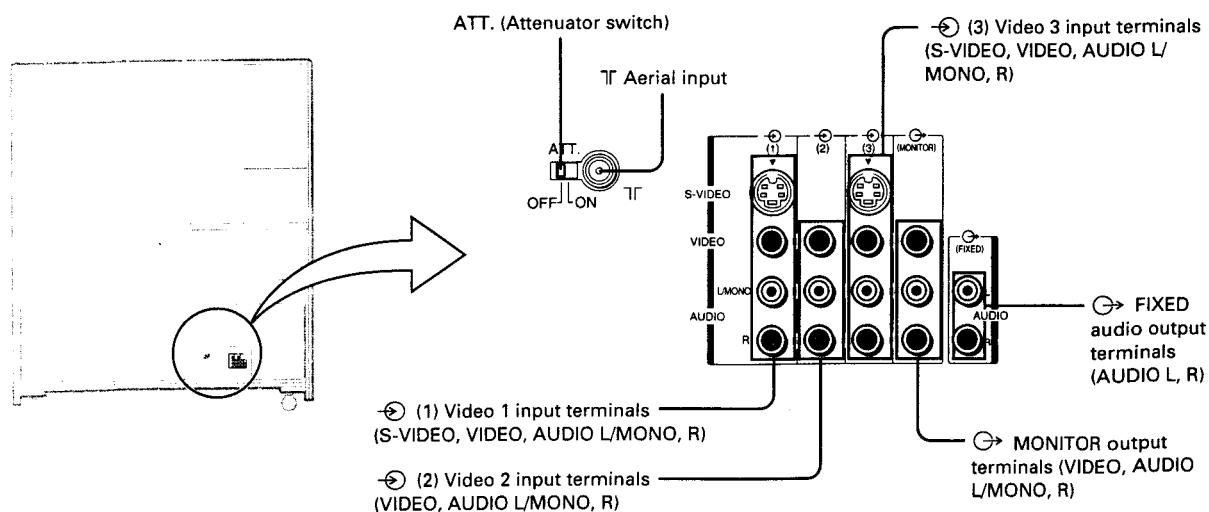 ATT. (Attenuator switch)
Aerial input
(3) Video 3 input terminals
(S-VIDEO, VIDEO, AUDIO L/
MONO, R)
ATT.
OFF ON
(1) (2) (3) (MONITOR)
S-VIDEO
VIDEO
L/MONO
AUDIO
R
(FIXED)
L
AUDIO
R
FIXED
audio output
terminals
(AUDIO L, R)
(1) Video 1 input terminals
(S-VIDEO, VIDEO, AUDIO L/MONO, R)
(2) Video 2 input terminals
(VIDEO, AUDIO L/MONO, R)
MONITOR output
terminals (VIDEO, AUDIO
L/MONO, R)